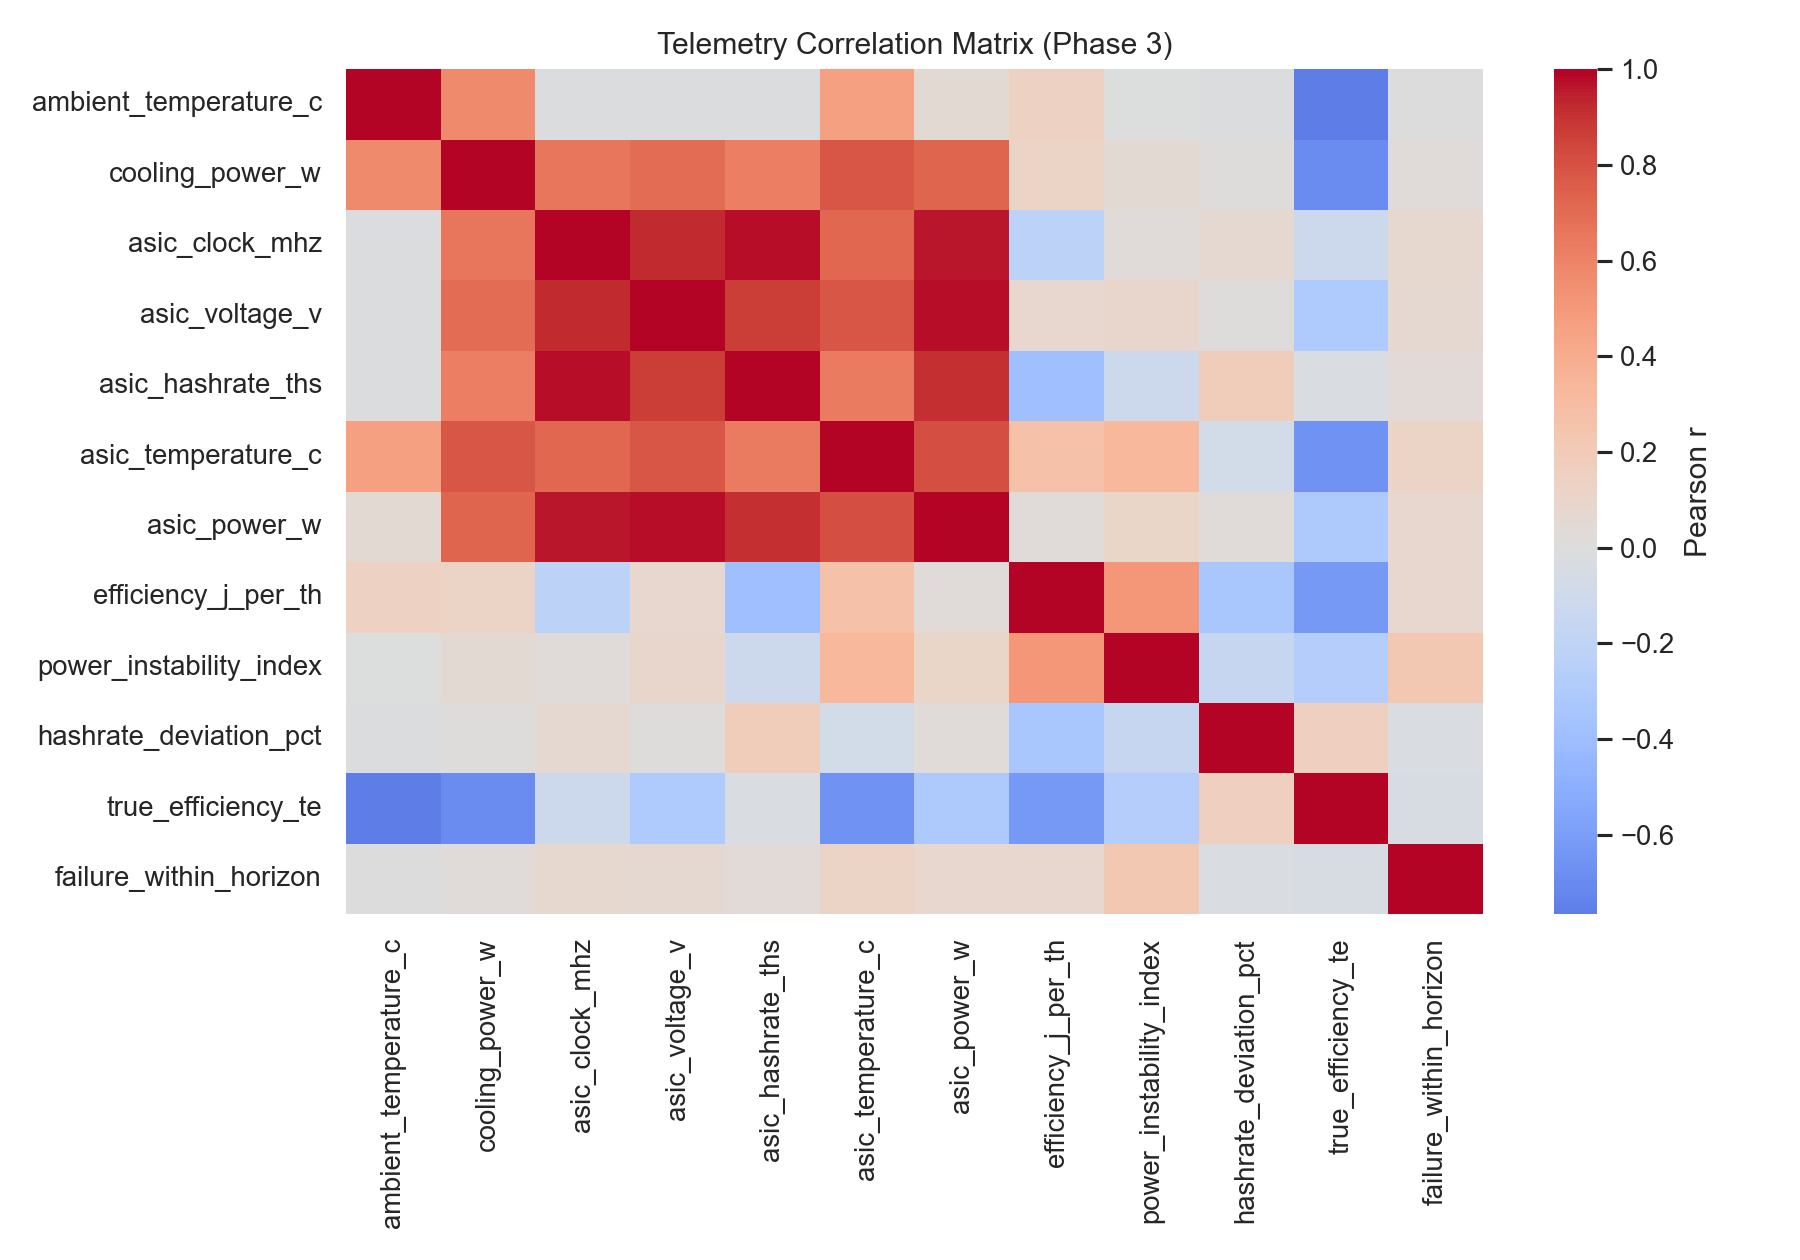 Telemetry Correlation Matrix (Phase 3)
ambient_temperature_c
cooling_power_w
asic_clock_mhz
asic_voltage_v
asic_hashrate_ths
asic_temperature_c
asic_power_w
efficiency_j_per_th
power_instability_index
hashrate_deviation_pct
true_efficiency_te
failure_within_horizon
ambient_temperature_c
cooling_power_w
asic_clock_mhz
asic_voltage_v
asic_hashrate_ths
asic_temperature_c
asic_power_w
efficiency_j_per_th
power_instability_index
hashrate_deviation_pct
true_efficiency_te
failure_within_horizon
1.0
0.8
0.6
0.4
0.2
0.0
−0.2
−0.4
−0.6
Pearson r